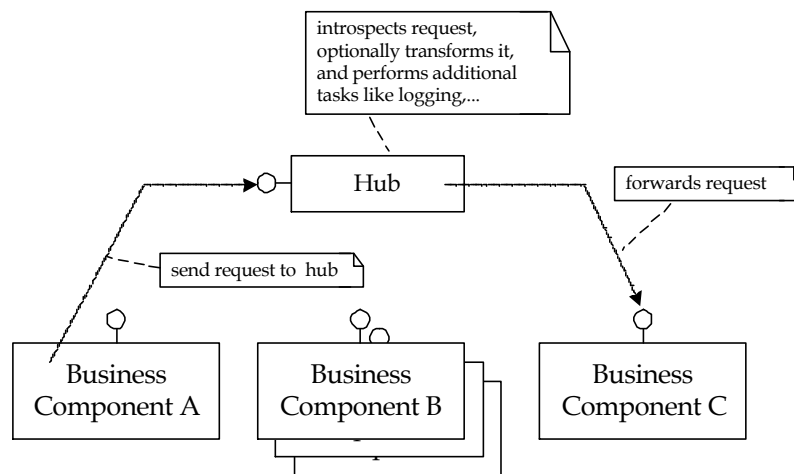 introspects request,
optionally transforms it,
and performs additional
tasks like logging,...
Hub
forwards request
send request to hub
Business
Component A
Business
Component B
Business
Component C